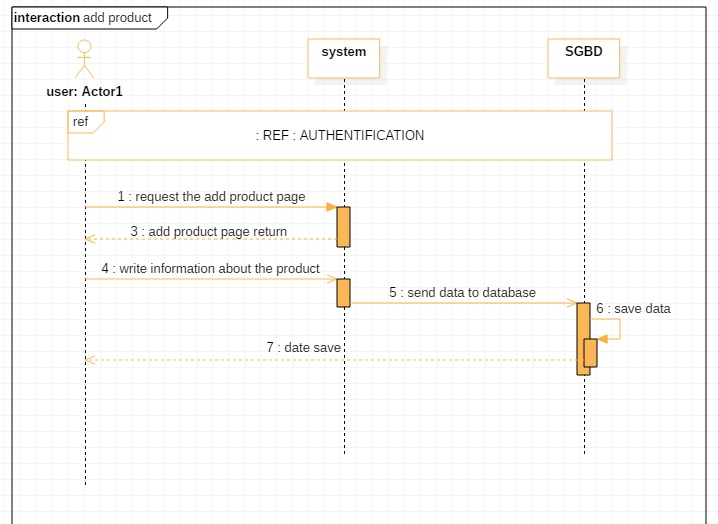 interaction add product
system
SGBD
user: Actor1
ref
: REF : AUTHENTIFICATION
1 : request the add product page
3 : add product page return
4 : write information about the product
5 : send data to database
6 : save data
7 : date save